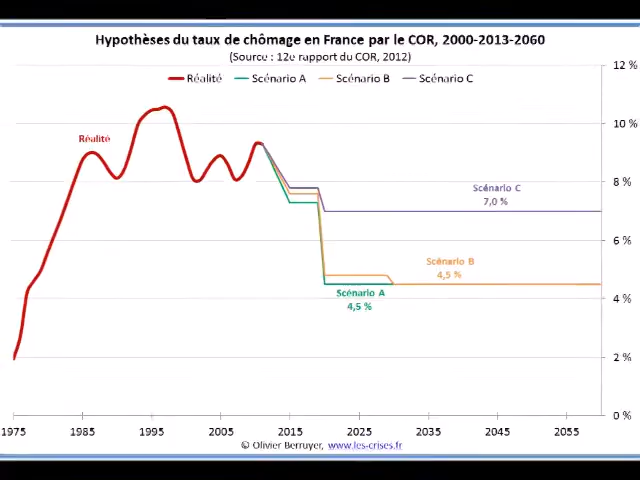 Hypothèses du taux de chômage en France par le COR, 2000-2013-2060
(Source : 12e rapport du COR, 2012)
Réalité Scénario A Scénario B Scénario C
12 %
10 %
8 %
6 %
4 %
2 %
0 %
Réalité
Scénario C
7,0 %
Scénario B
4,5 %
Scénario A
4,5 %
1975 1985 1995 2005 2015 2025 2035 2045 2055
© Olivier Berruyer, www.les-crises.fr